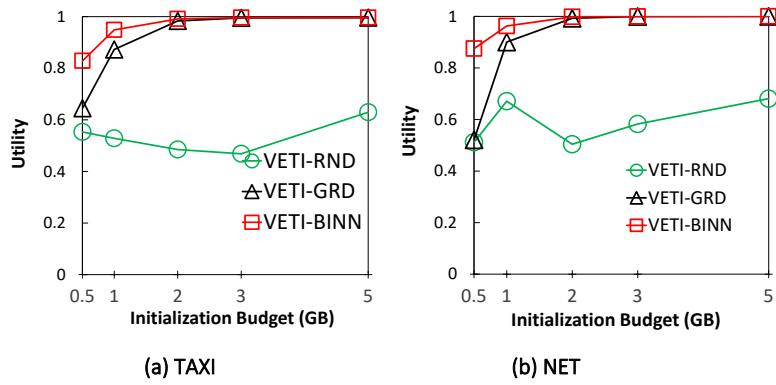 1
0.8
0.6
0.4
0.2
0
Utility
VETI-RND
VETI-GRD
VETI-BINN
0.5 1 2 3 5
Initialization Budget (GB)
(a) TAXI
1
0.8
0.6
0.4
0.2
0
Utility
VETI-RND
VETI-GRD
VETI-BINN
0.5 1 2 3 5
Initialization Budget (GB)
(b) NET